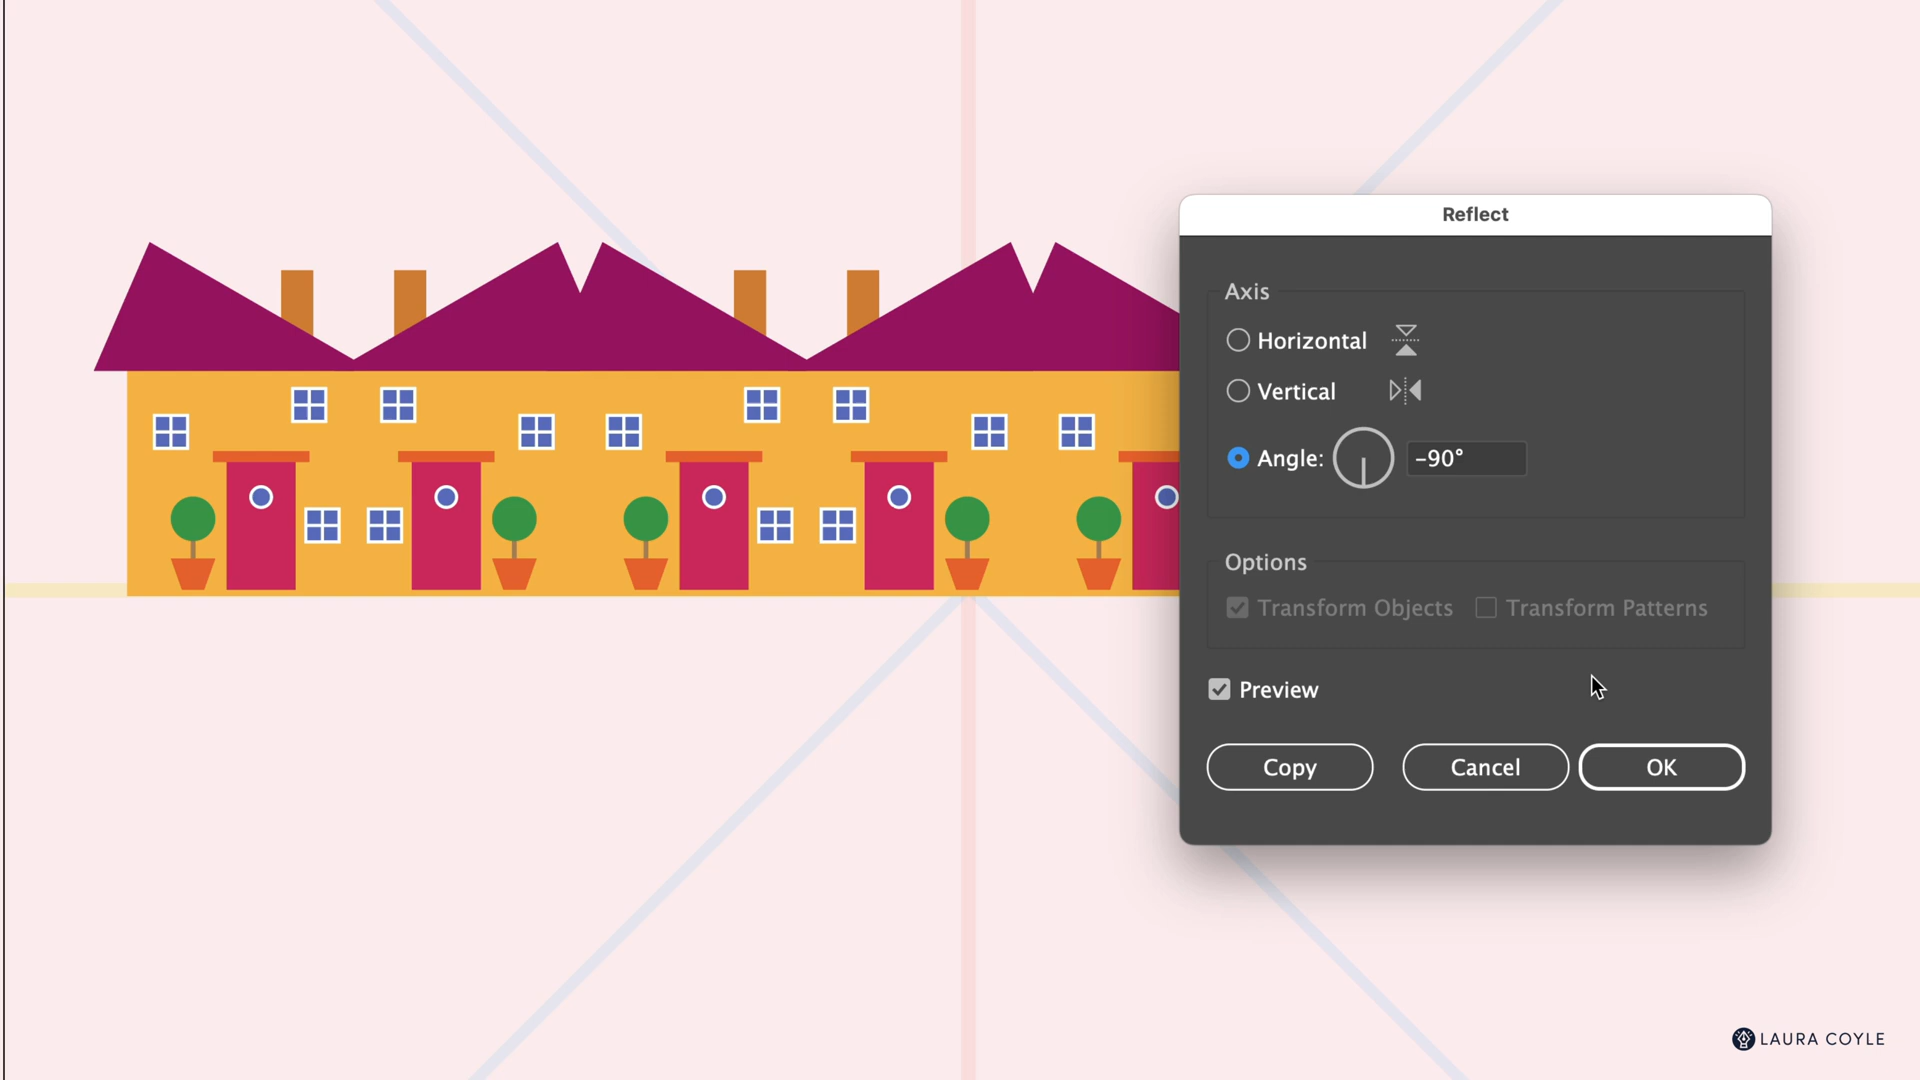 Reflect
Axis
Horizontal
Vertical
Angle: -90°
Options
Transform Objects Transform Patterns
Preview
Copy Cancel OK
LAURA COYLE